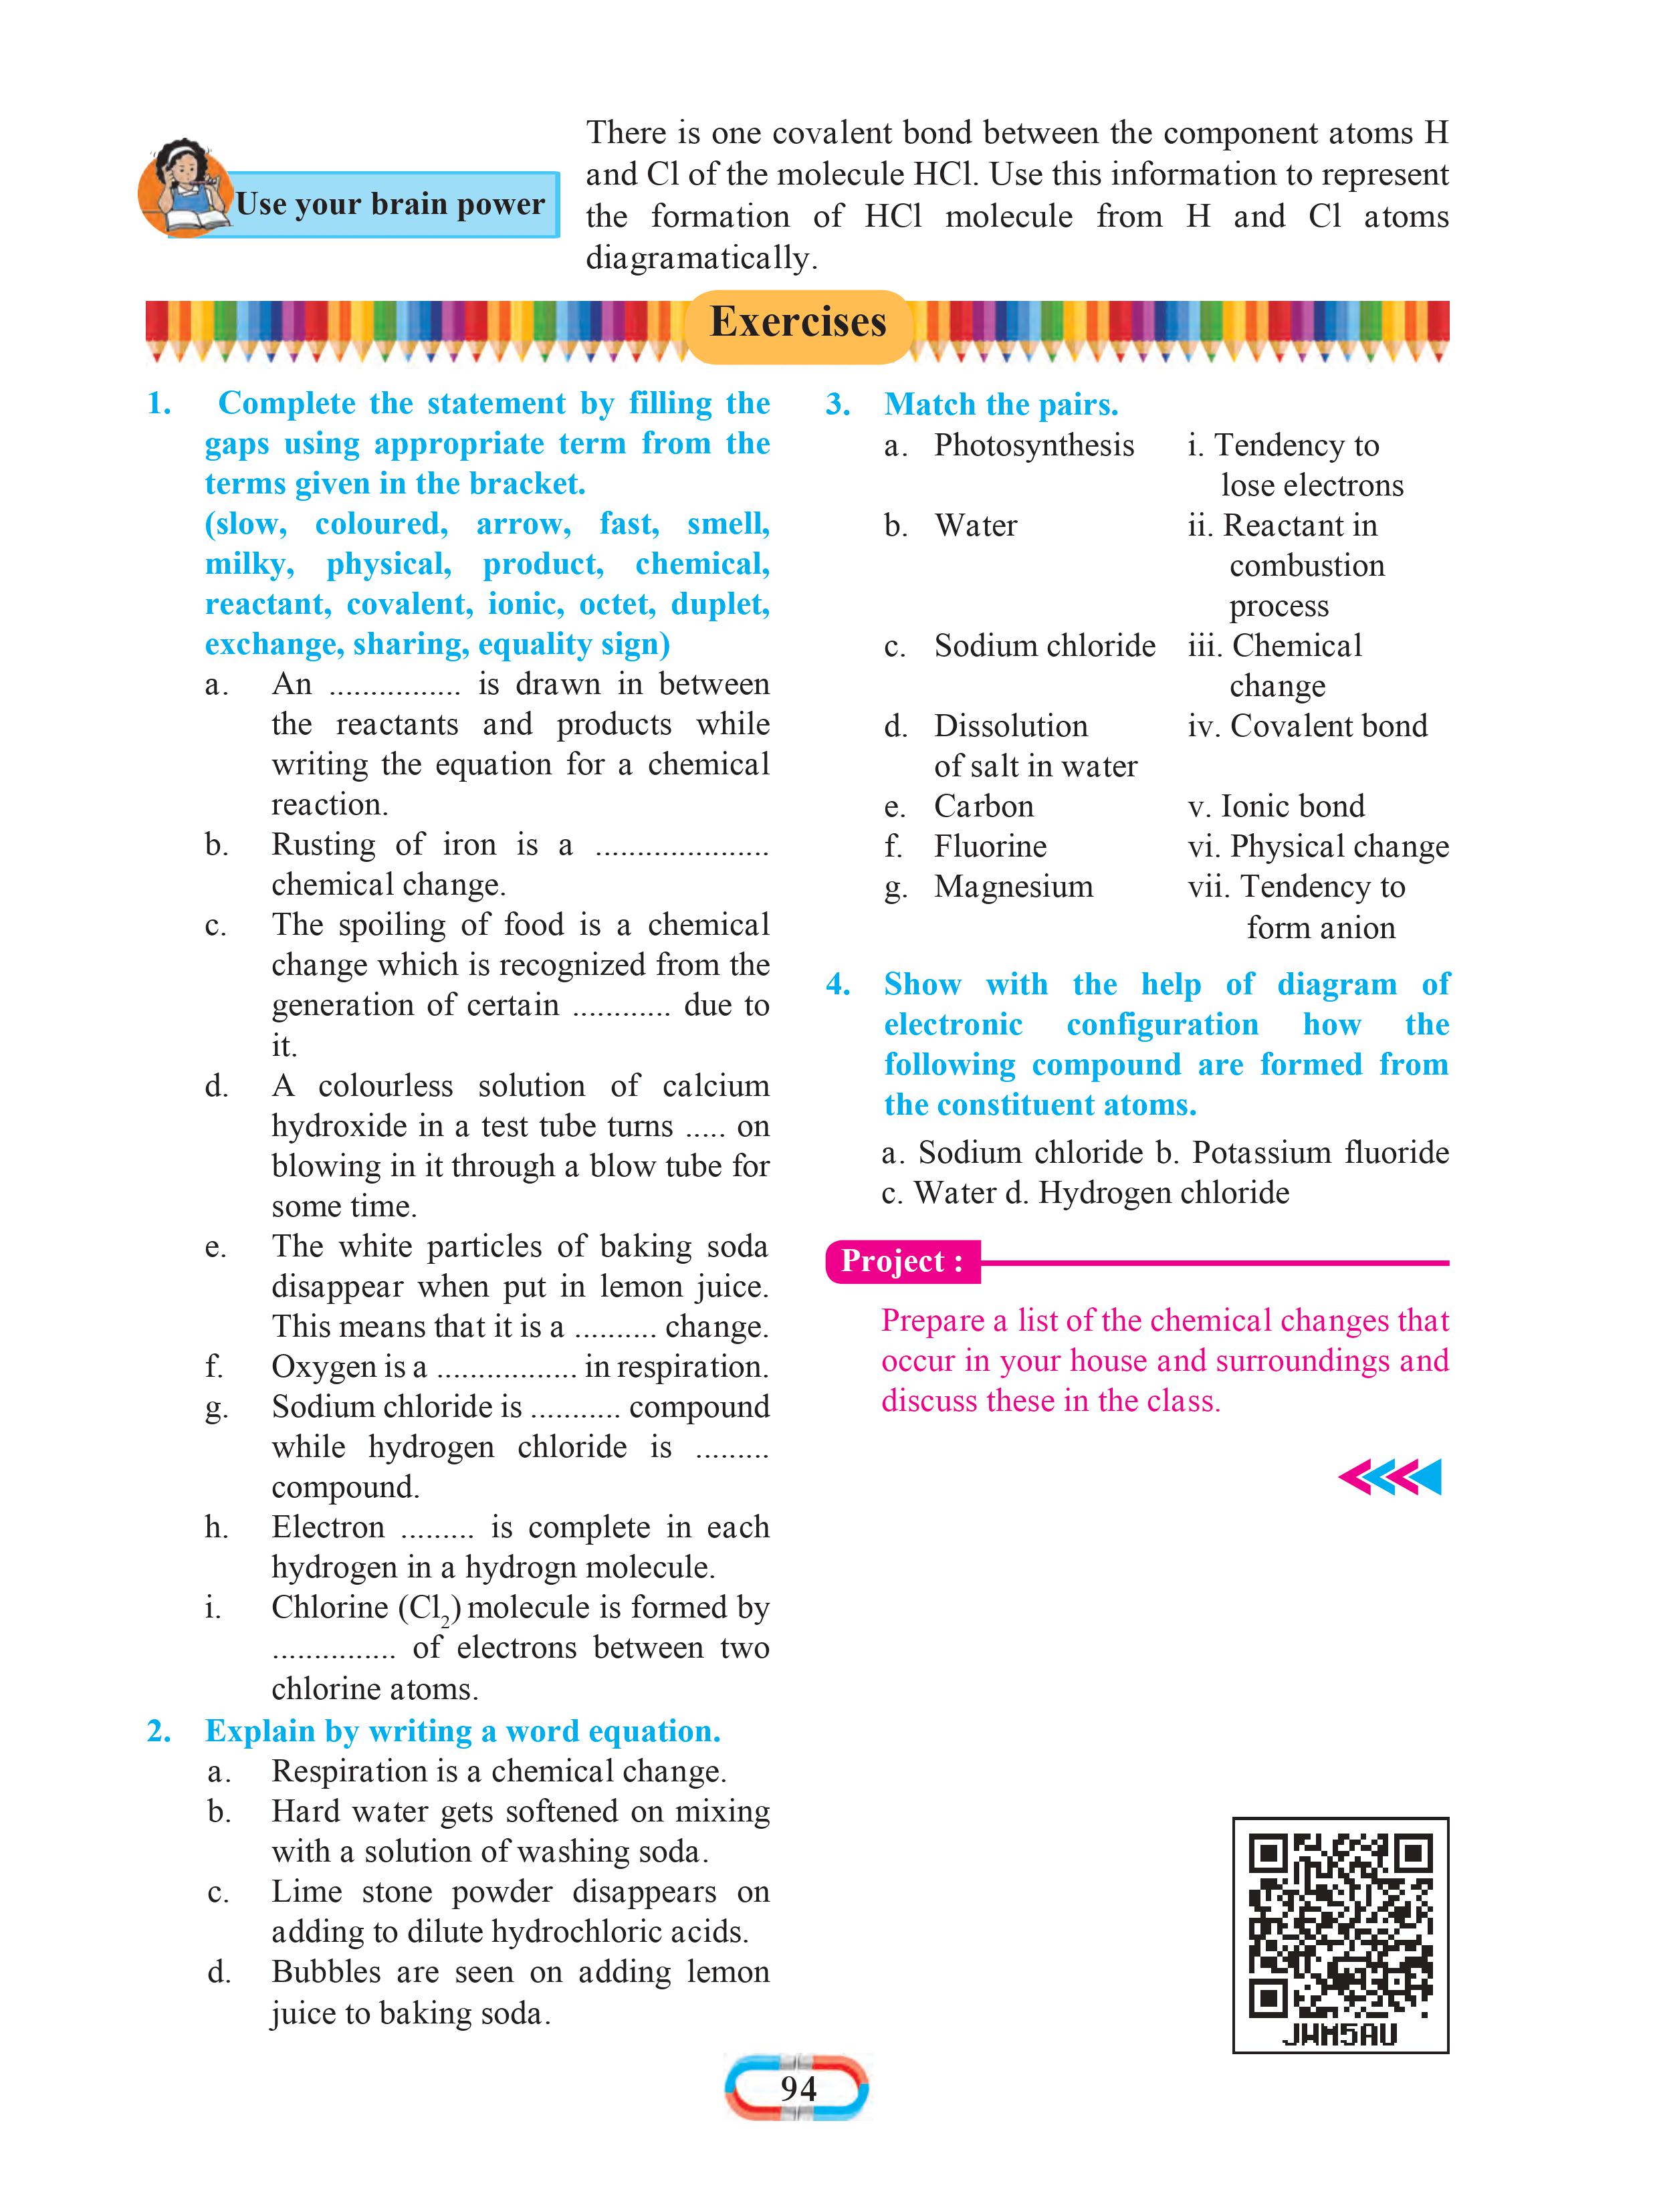 Use your brain power
There is one covalent bond between the component atoms H
and Cl of the molecule HCl. Use this information to represent
the formation of HCl molecule from H and Cl atoms
diagramatically.
Exercises
1. Complete the statement by filling the
gaps using appropriate term from the
terms given in the bracket.
(slow, coloured, arrow, fast, smell,
milky, physical, product, chemical,
reactant, covalent, ionic, octet, duplet,
exchange, sharing, equality sign)
a. An ................ is drawn in between
the reactants and products while
writing the equation for a chemical
reaction.
b. Rusting of iron is a .....................
chemical change.
c. The spoiling of food is a chemical
change which is recognized from the
generation of certain ............ due to
it.
d. A colourless solution of calcium
hydroxide in a test tube turns ..... on
blowing in it through a blow tube for
some time.
e. The white particles of baking soda
disappear when put in lemon juice.
This means that it is a .......... change.
f. Oxygen is a ................. in respiration.
g. Sodium chloride is ........... compound
while hydrogen chloride is .........
compound.
h. Electron ......... is complete in each
hydrogen in a hydrogn molecule.
i. Chlorine (Cl₂) molecule is formed by
............... of electrons between two
chlorine atoms.
2. Explain by writing a word equation.
a. Respiration is a chemical change.
b. Hard water gets softened on mixing
with a solution of washing soda.
c. Lime stone powder disappears on
adding to dilute hydrochloric acids.
d. Bubbles are seen on adding lemon
juice to baking soda.
3. Match the pairs.
a. Photosynthesis i. Tendency to
lose electrons
b. Water ii. Reactant in
combustion
process
c. Sodium chloride iii. Chemical
change
d. Dissolution iv. Covalent bond
of salt in water
e. Carbon v. Ionic bond
f. Fluorine vi. Physical change
g. Magnesium vii. Tendency to
form anion
4. Show with the help of diagram of
electronic configuration how the
following compound are formed from
the constituent atoms.
a. Sodium chloride b. Potassium fluoride
c. Water d. Hydrogen chloride
Project :
Prepare a list of the chemical changes that
occur in your house and surroundings and
discuss these in the class.
JWM5AU
94